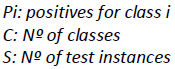 Pi: positives for class i
C: Nº of classes
S: Nº of test instances